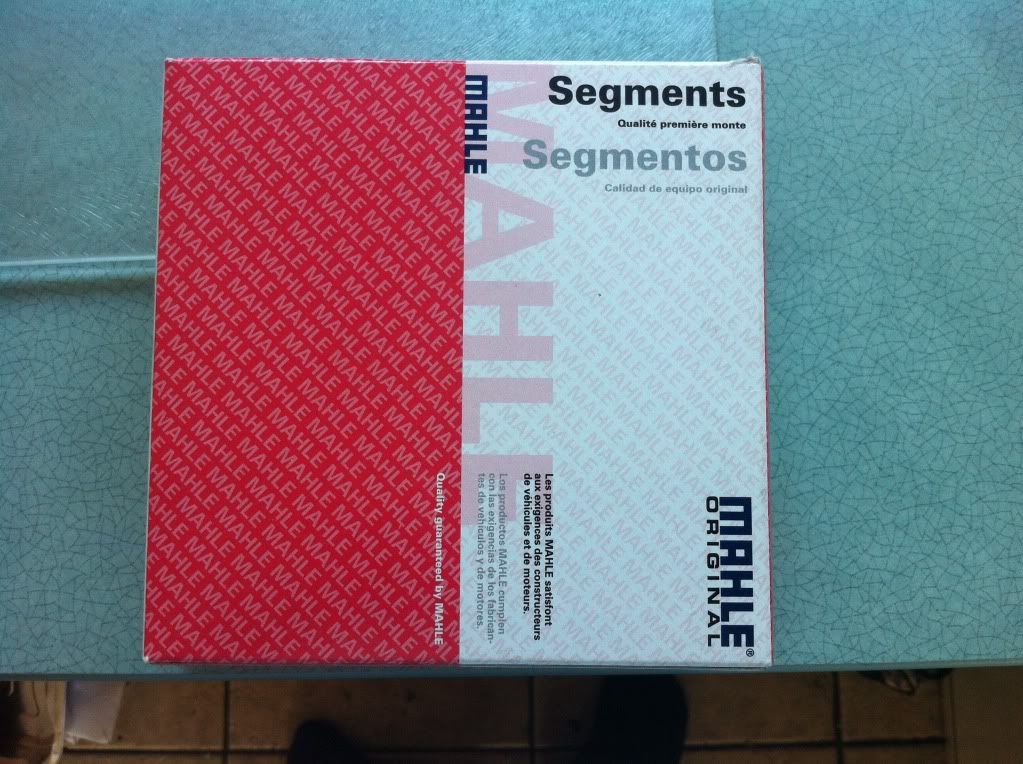 Segments
Qualité première monte
Segmentos
Calidad de equipo original
MAHLE
MAHLE
Les produits MAHLE satisfont
aux exigences des constructeurs
de véhicules et de moteurs.
Los productos MAHLE cumplen
con las exigencias de los fabrican-
tes de vehículos y de motores.
Quality guaranteed by MAHLE
MAHLE®
ORIGINAL